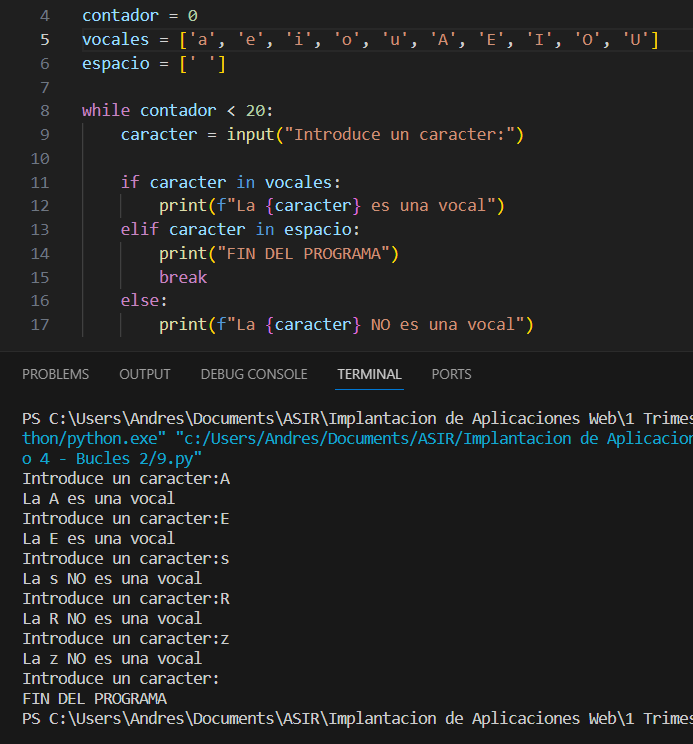 4 contador = 0
5 vocales = ['a', 'e', 'i', 'o', 'u', 'A', 'E', 'I', 'O', 'U']
6 espacio = [' ']
7
8 while contador < 20:
9 caracter = input("Introduce un caracter:")
10
11 if caracter in vocales:
12 print(f"La {caracter} es una vocal")
13 elif caracter in espacio:
14 print("FIN DEL PROGRAMA")
15 break
16 else:
17 print(f"La {caracter} NO es una vocal")
PROBLEMS OUTPUT DEBUG CONSOLE TERMINAL PORTS
PS C:\Users\Andres\Documents\ASIR\Implantacion de Aplicaciones Web\1 Trimes
thon/python.exe" "c:/Users/Andres/Documents/ASIR/Implantacion de Aplicacion
o 4 - Bucles 2/9.py"
Introduce un caracter:A
La A es una vocal
Introduce un caracter:E
La E es una vocal
Introduce un caracter:s
La s NO es una vocal
Introduce un caracter:R
La R NO es una vocal
Introduce un caracter:z
La z NO es una vocal
Introduce un caracter:
FIN DEL PROGRAMA
PS C:\Users\Andres\Documents\ASIR\Implantacion de Aplicaciones Web\1 Trimes